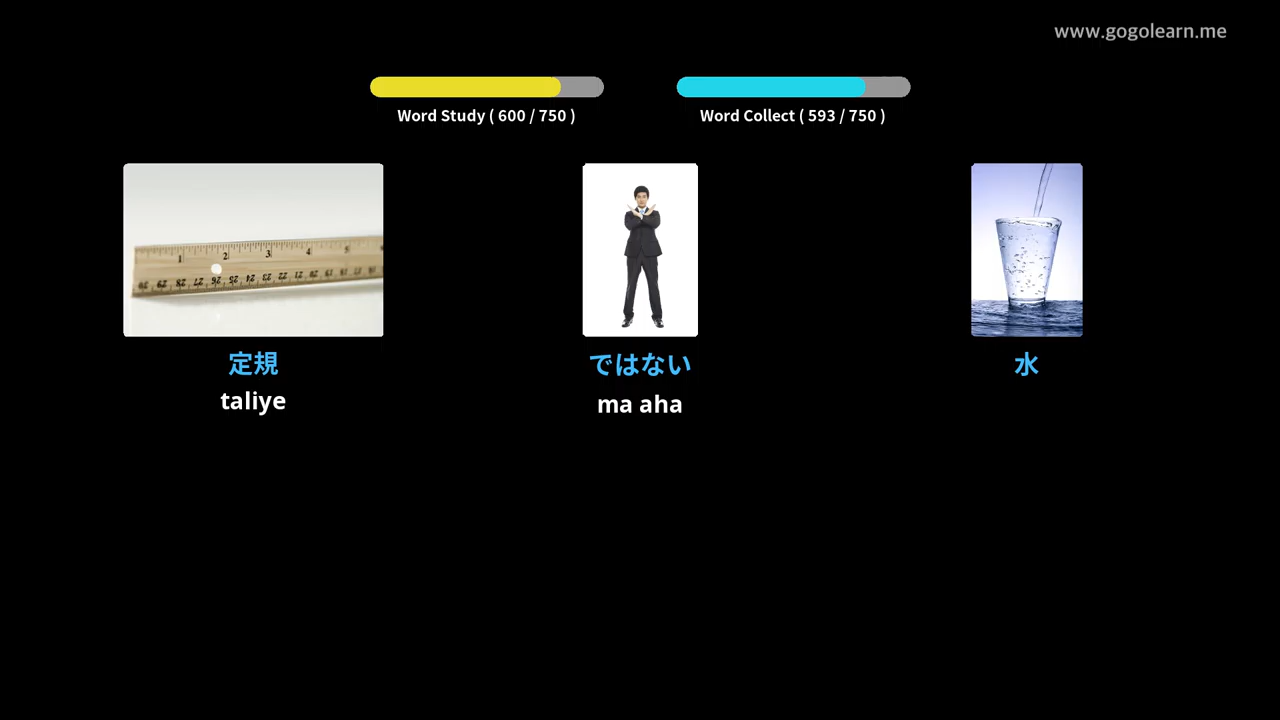 www.gogolearn.me
Word Study ( 600 / 750 )
Word Collect ( 593 / 750 )
定規
taliye
ではない
ma aha
水